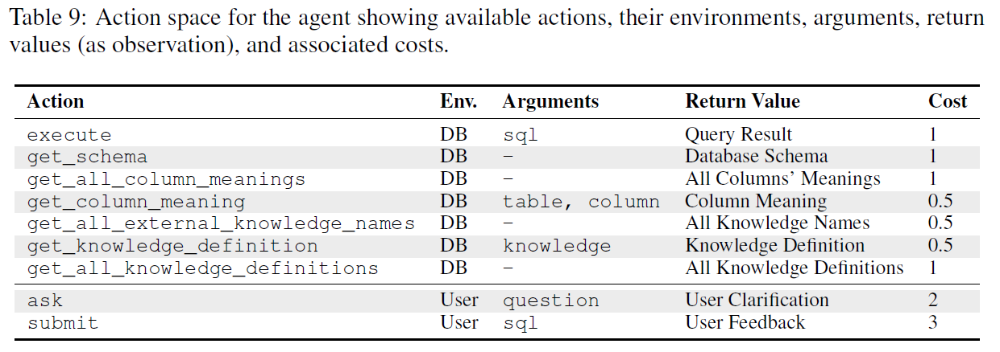 Table 9: Action space for the agent showing available actions, their environments, arguments, return
values (as observation), and associated costs.
Action Env. Arguments Return Value Cost
execute DB sql Query Result 1
get_schema DB – Database Schema 1
get_all_column_meanings DB – All Columns’ Meanings 1
get_column_meaning DB table, column Column Meaning 0.5
get_all_external_knowledge_names DB – All Knowledge Names 0.5
get_knowledge_definition DB knowledge Knowledge Definition 0.5
get_all_knowledge_definitions DB – All Knowledge Definitions 1
ask User question User Clarification 2
submit User sql User Feedback 3